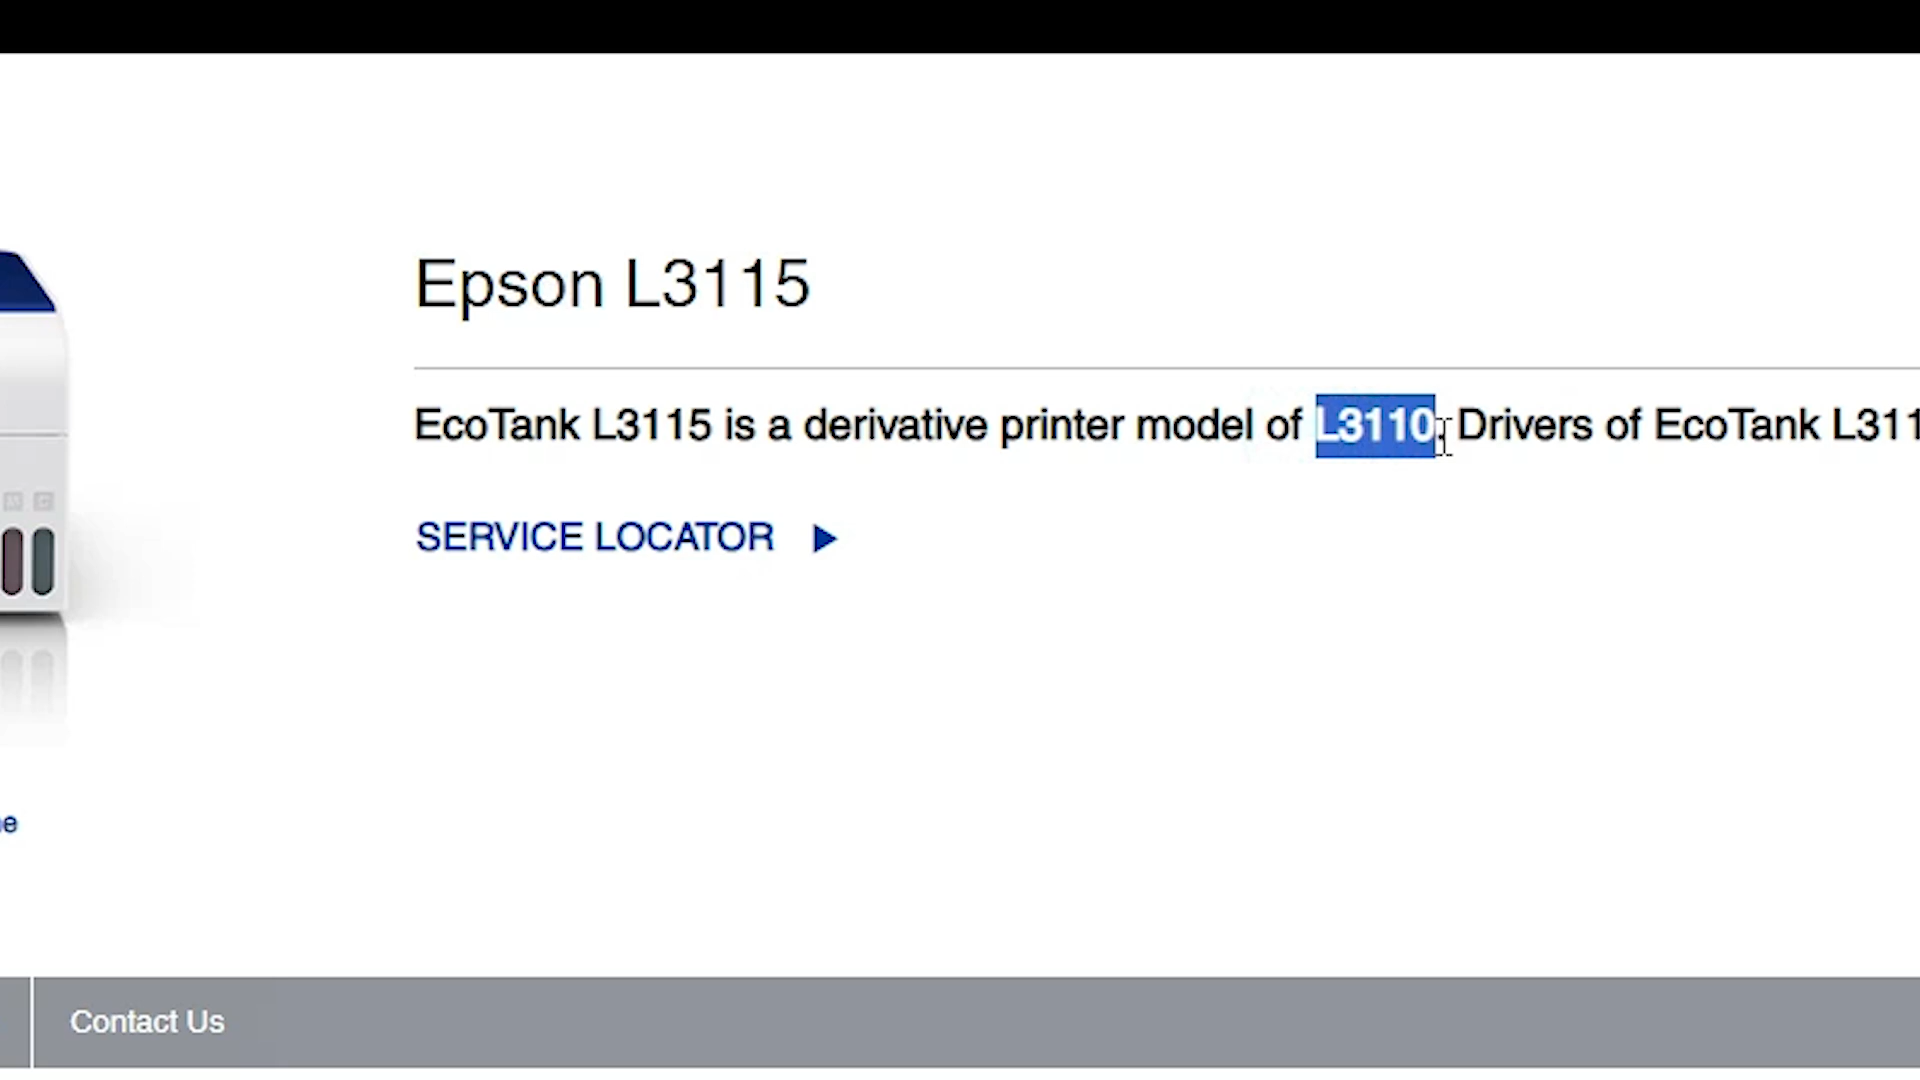 Epson L3115
EcoTank L3115 is a derivative printer model of L3110. Drivers of EcoTank L311
SERVICE LOCATOR
Contact Us